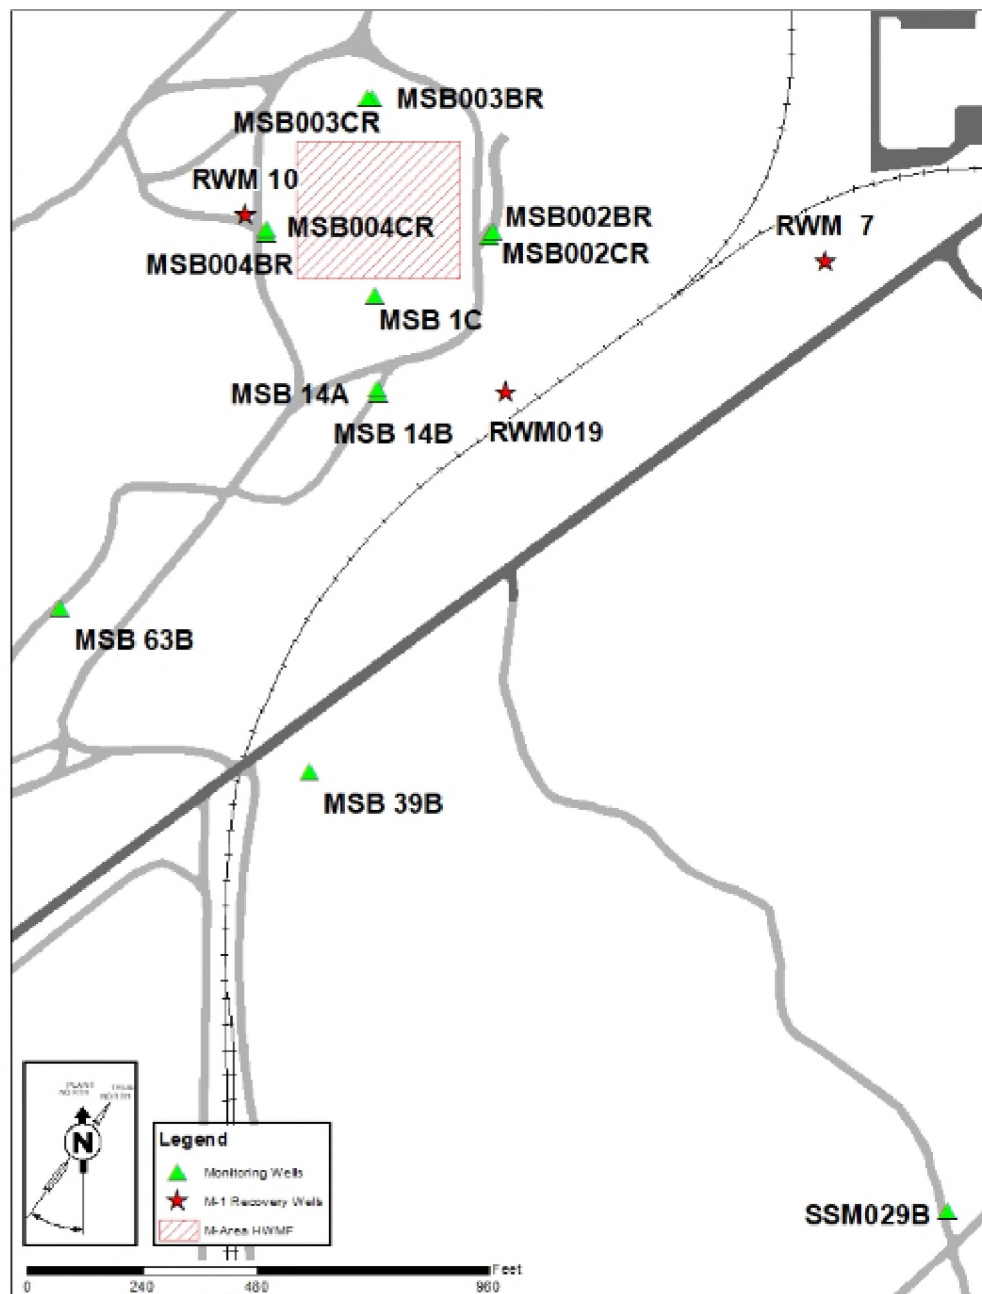 MSB003BR
MSB003CR
RWM 10
MSB004CR
MSB004BR
MSB002BR
MSB002CR
RWM 7
MSB 1C
MSB 14A
MSB 14B
RWM019
MSB 63B
MSB 39B
SSM029B
PLANT
NORTH
TRUE
NORTH
N
Legend
Monitoring Wells
M-1 Recovery Wells
M-Area HWMF
Feet
0 240 480 960